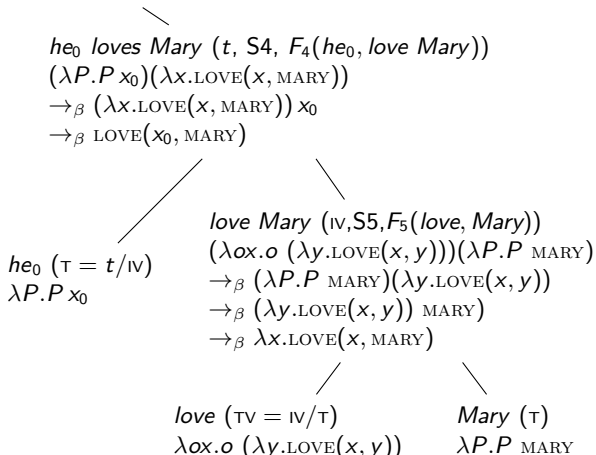 he₀ loves Mary (t, S4, F₄(he₀, love Mary))
(λP.P x₀)(λx.LOVE(x, MARY))
→β (λx.LOVE(x, MARY)) x₀
→β LOVE(x₀, MARY)
he₀ (T = t/IV)
λP.P x₀
love Mary (IV,S5,F₅(love, Mary))
(λox.o (λy.LOVE(x, y)))(λP.P MARY)
→β (λP.P MARY)(λy.LOVE(x, y))
→β (λy.LOVE(x, y)) MARY)
→β λx.LOVE(x, MARY)
love (TV = IV/T)
λox.o (λy.LOVE(x, y))
Mary (T)
λP.P MARY